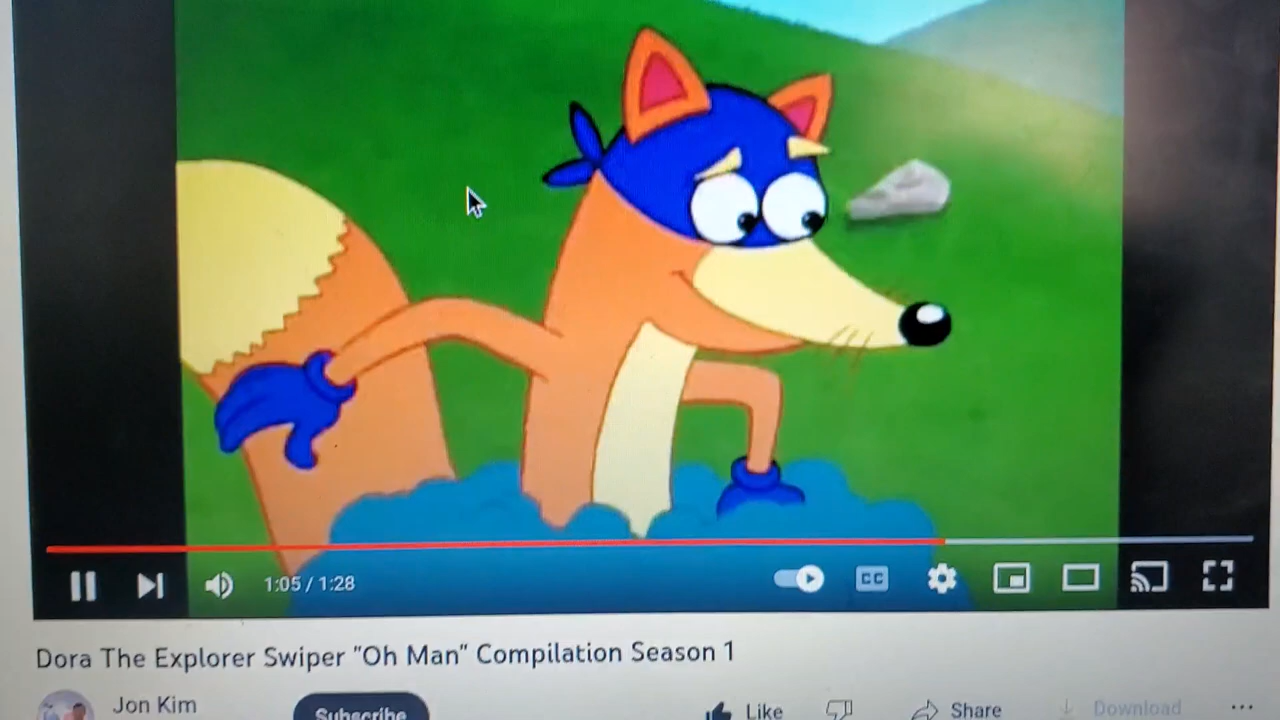 1:05 / 1:28
CC
Dora The Explorer Swiper "Oh Man" Compilation Season 1
Jon Kim
Subscribe
Like
Share
Download